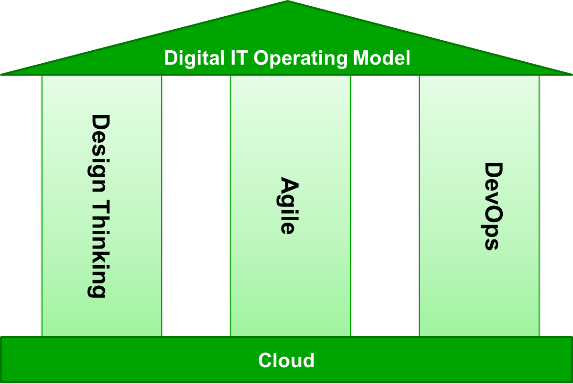 Digital IT Operating Model
Design Thinking
Agile
DevOps
Cloud